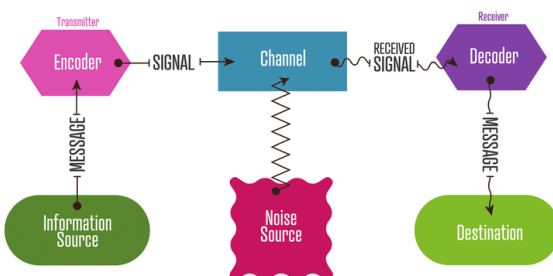 Transmitter
Receiver
Encoder
SIGNAL
Channel
RECEIVED
SIGNAL
Decoder
MESSAGE
MESSAGE
Information
Source
Noise
Source
Destination